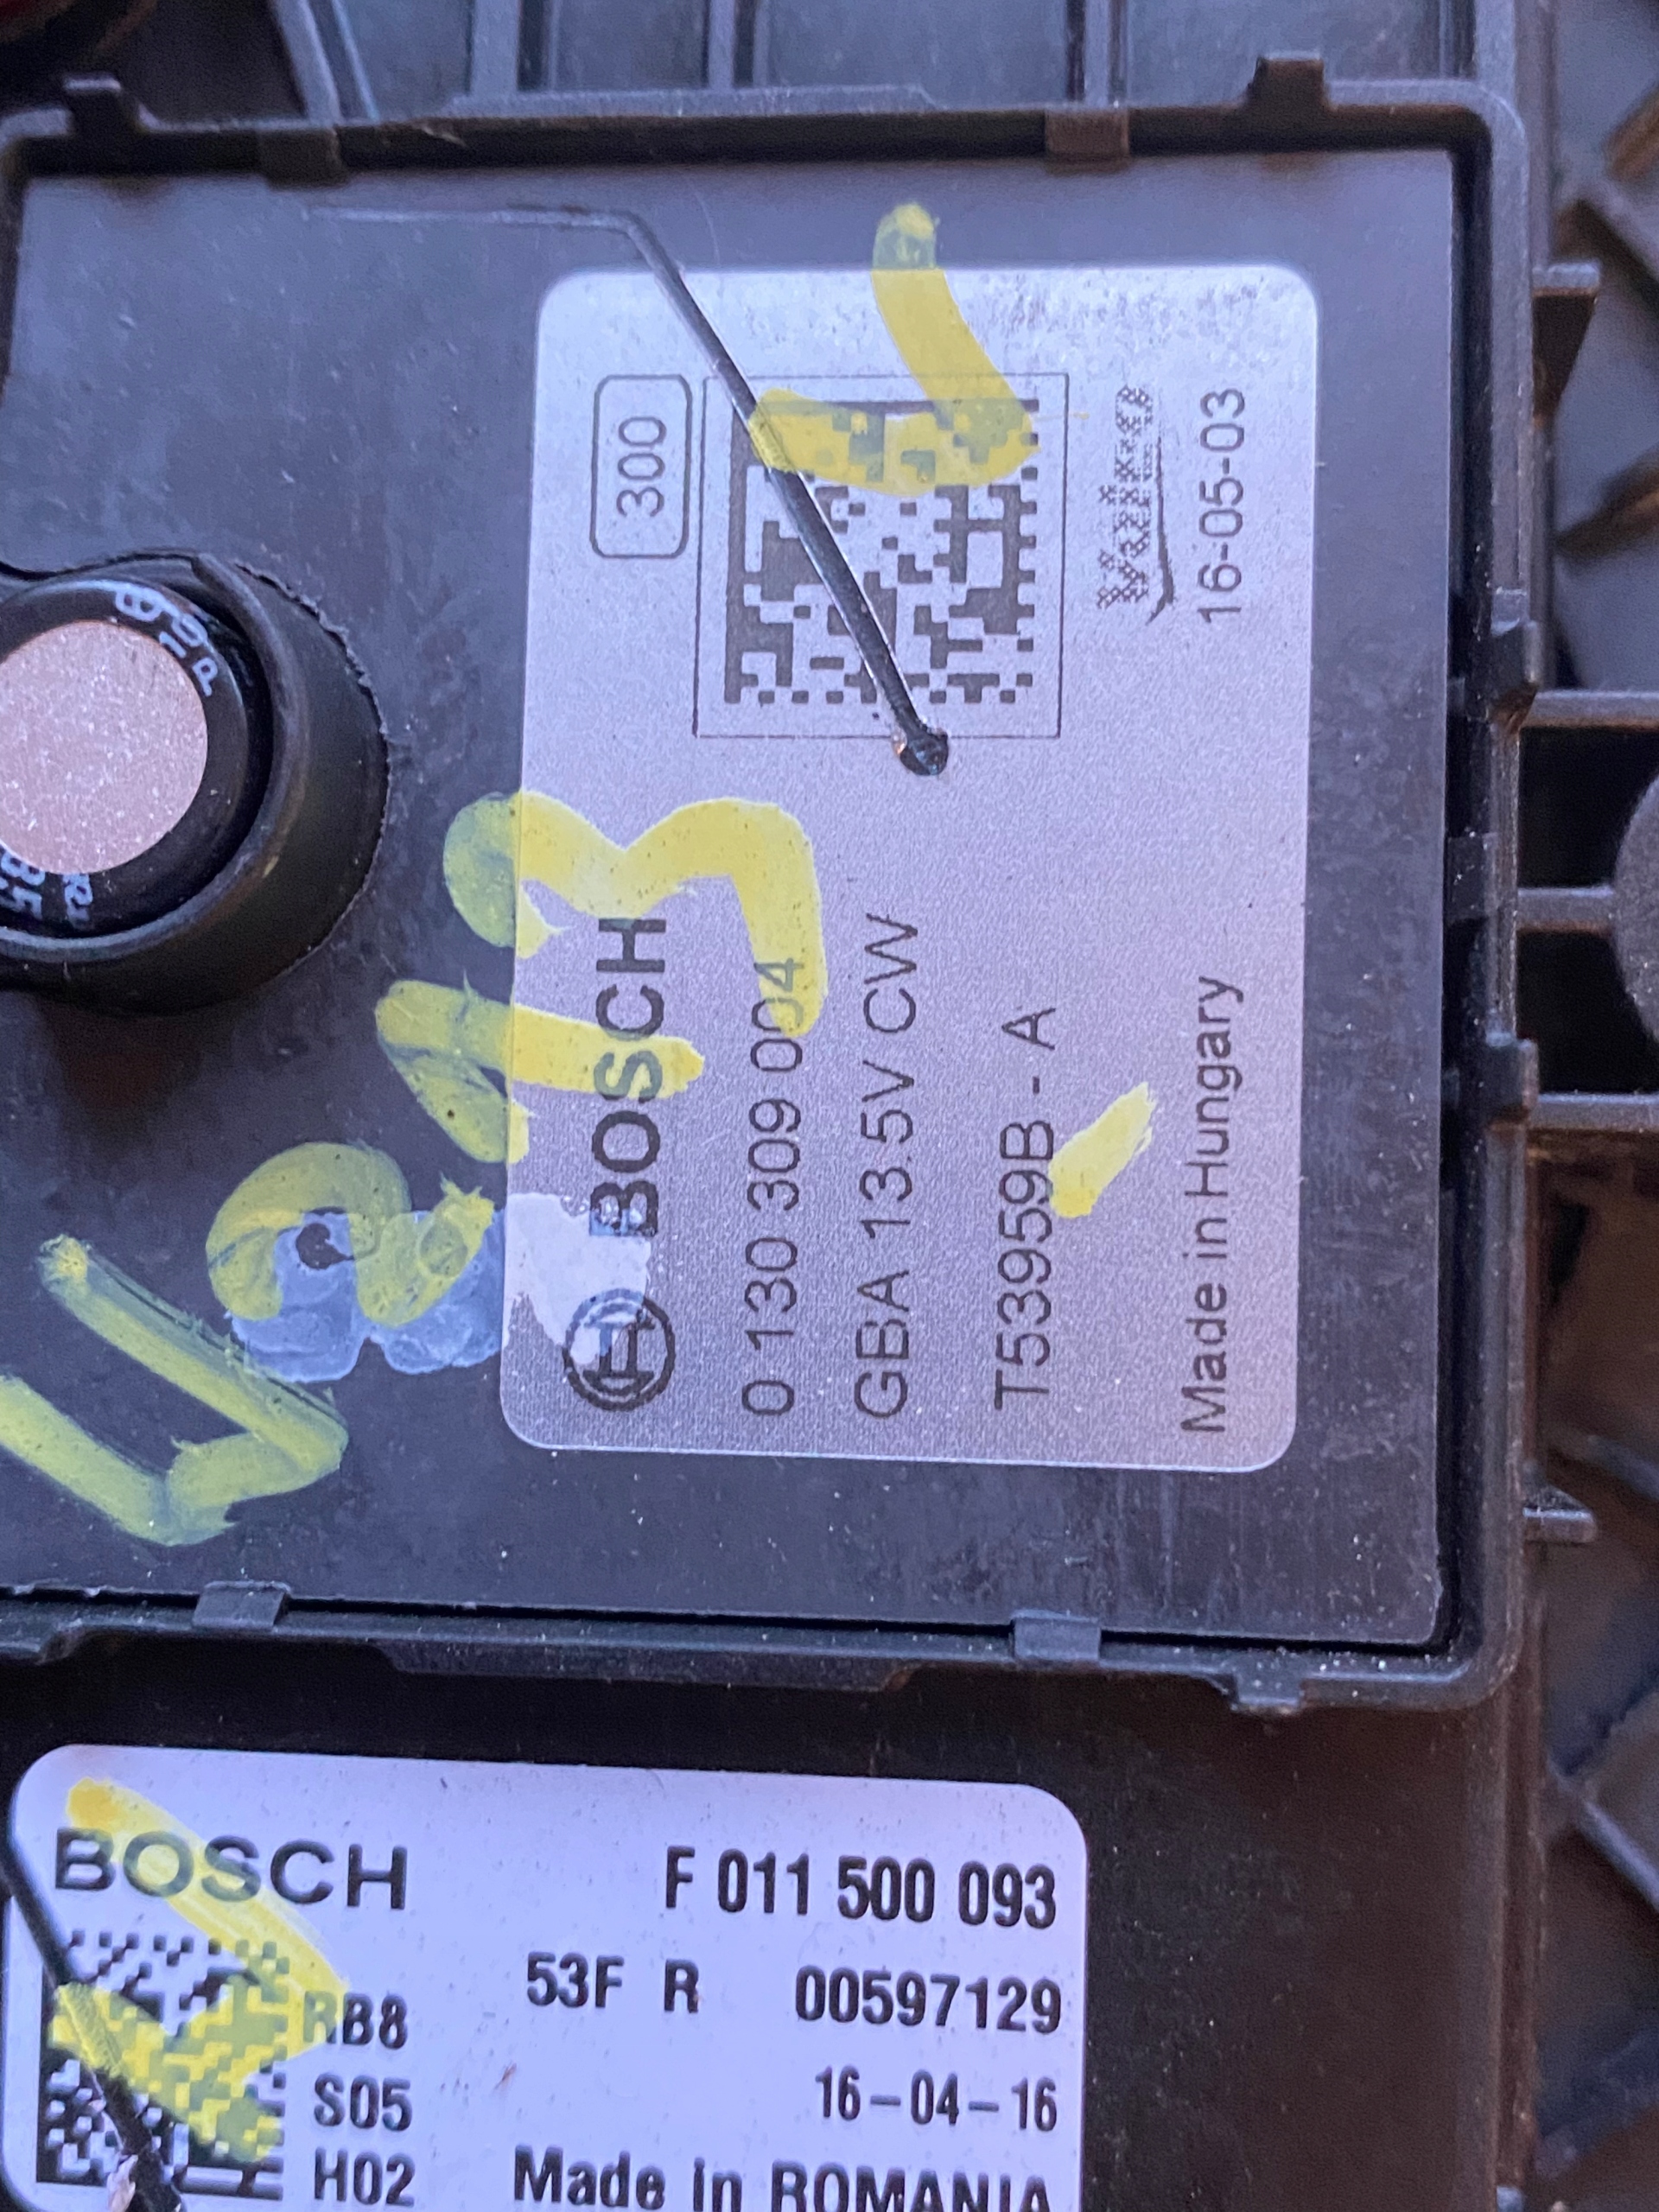 300
BOSCH
0 130 309 004
GBA 13.5V CW
T53959B - A
Valeo
16-05-03
Made in Hungary
BOSCH
F 011 500 093
53F R 00597129
RB8
S05
16-04-16
H02
Made in ROMANIA